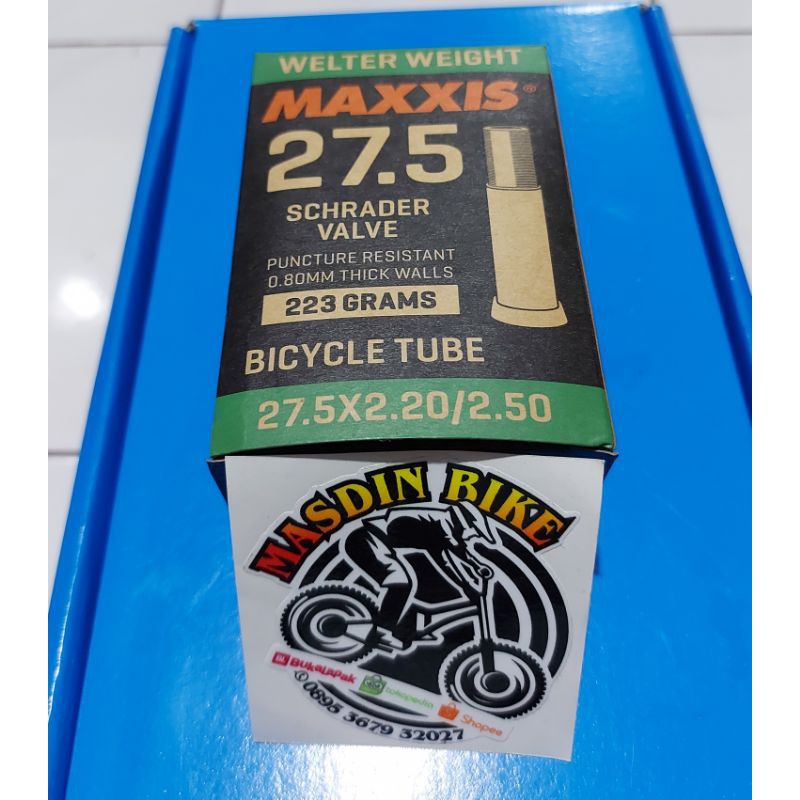 WELTER WEIGHT
MAXXIS®
27.5
SCHRADER
VALVE
PUNCTURE RESISTANT
0.80MM THICK WALLS
223 GRAMS
BICYCLE TUBE
27.5X2.20/2.50
MASDIN BIKE
BL BukaLapak
tokopedia
Shopee
0895 3679 32027